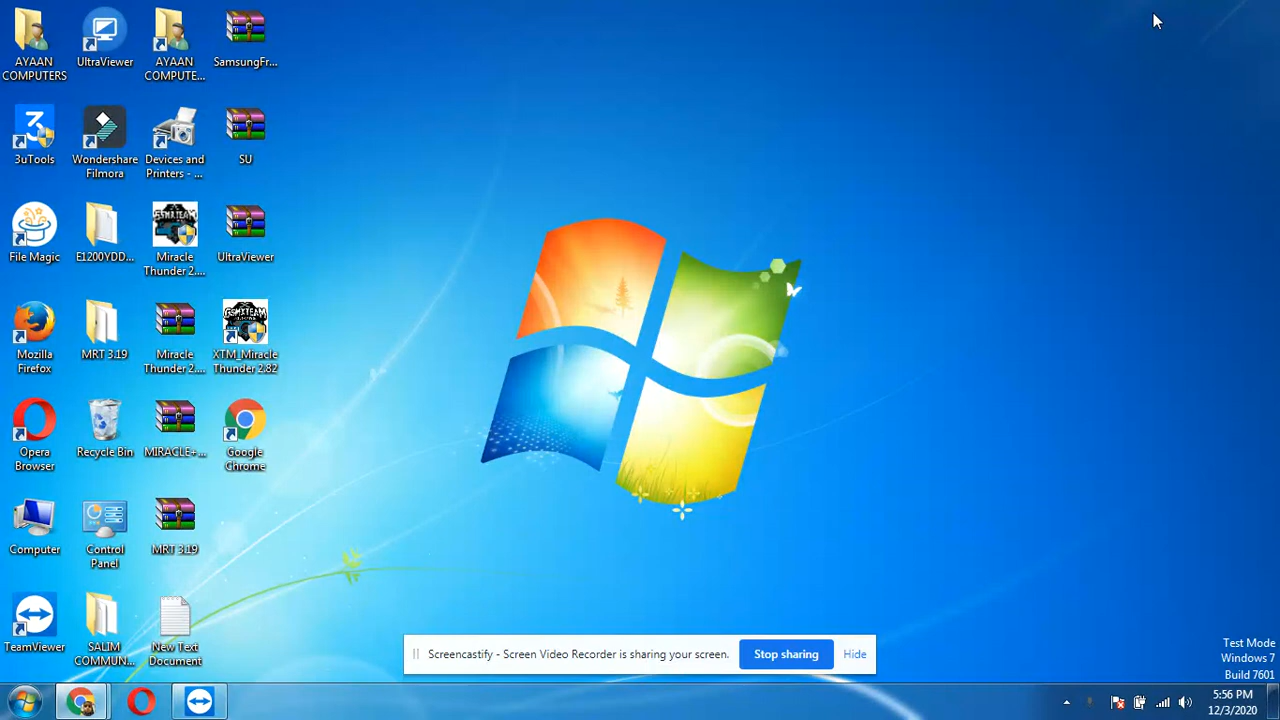 AYAAN
COMPUTERS
UltraViewer
AYAAN
COMPUTE...
SamsungFr...
3uTools
Wondershare
Filmora
Devices and
Printers - ...
SU
File Magic
E1200YDD...
Miracle
Thunder 2....
UltraViewer
Mozilla
Firefox
MRT 3.19
Miracle
Thunder 2....
XTM_Miracle
Thunder 2.82
Opera
Browser
Recycle Bin
MIRACLE+...
Google
Chrome
Computer
Control
Panel
MRT 3.19
TeamViewer
SALIM
COMMUN...
New Text
Document
Screencastify - Screen Video Recorder is sharing your screen.
Stop sharing
Hide
Test Mode
Windows 7
Build 7601
5:56 PM
12/3/2020